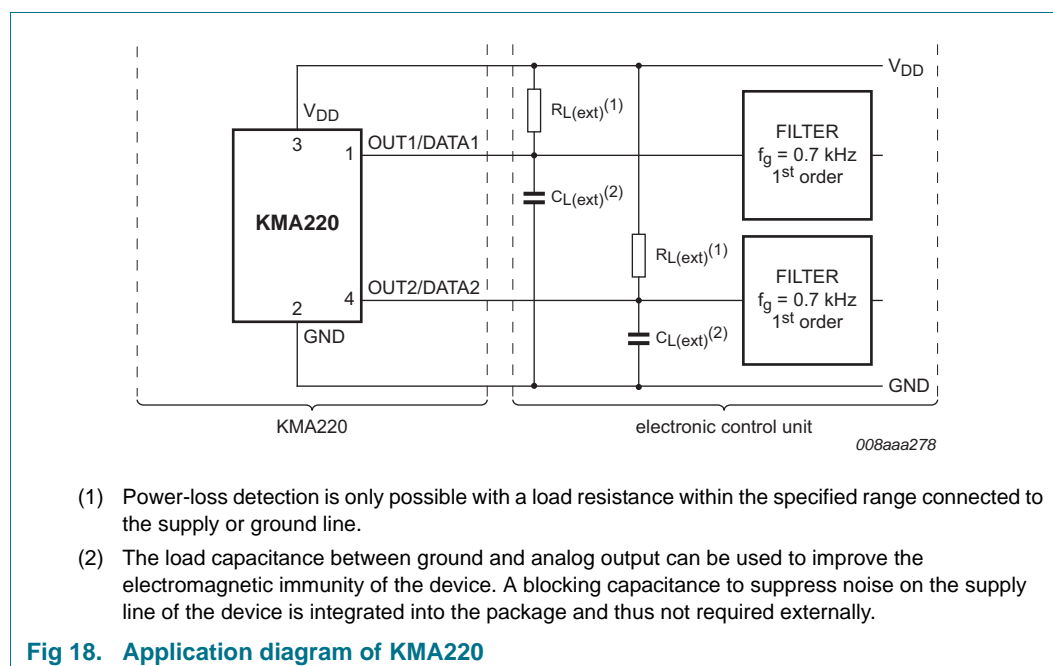 VDD
VDD
RL(ext)(1)
FILTER
fg = 0.7 kHz
1st order
3
1
OUT1/DATA1
CL(ext)(2)
KMA220
RL(ext)(1)
FILTER
fg = 0.7 kHz
1st order
2
4
OUT2/DATA2
GND
CL(ext)(2)
GND
KMA220
electronic control unit
008aaa278
(1) Power-loss detection is only possible with a load resistance within the specified range connected to
the supply or ground line.
(2) The load capacitance between ground and analog output can be used to improve the
electromagnetic immunity of the device. A blocking capacitance to suppress noise on the supply
line of the device is integrated into the package and thus not required externally.
Fig 18. Application diagram of KMA220